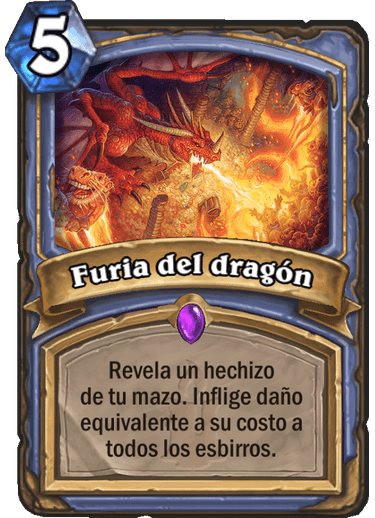 5
Furia del dragón
Revela un hechizo
de tu mazo. Inflige daño
equivalente a su costo a
todos los esbirros.